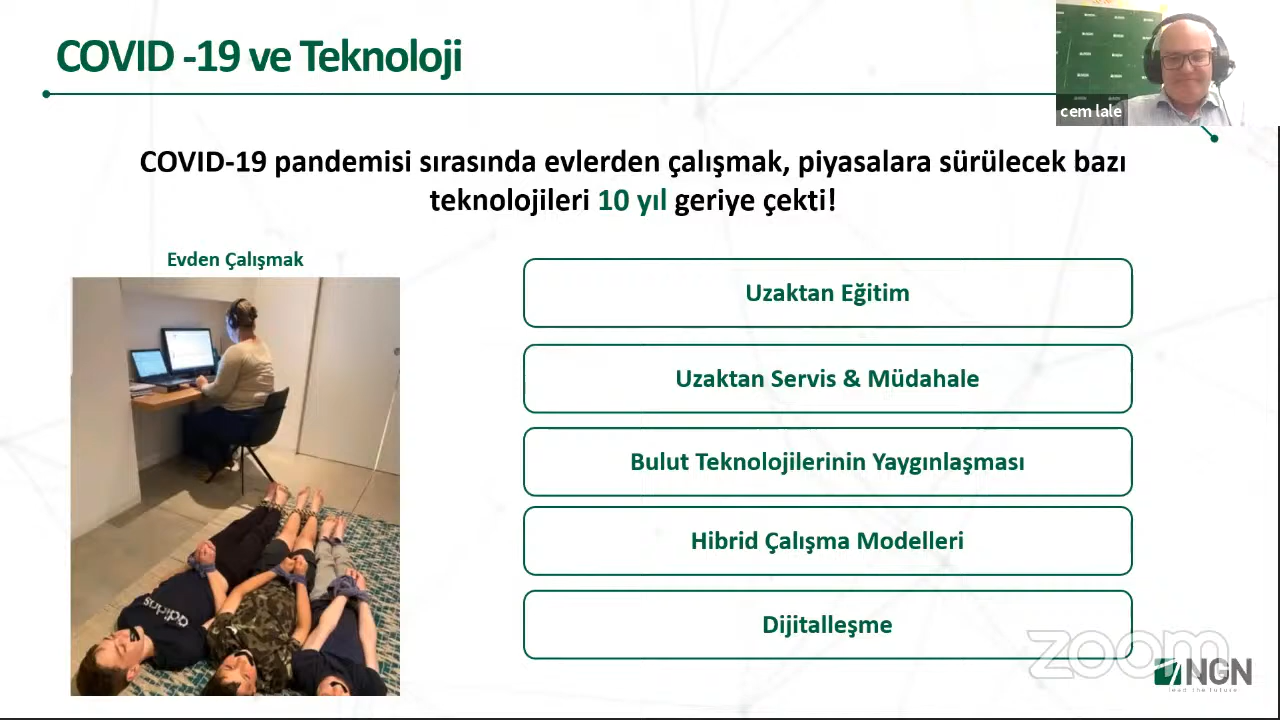 COVID -19 ve Teknoloji
cem lale
COVID-19 pandemisi sırasında evlerden çalışmak, piyasalara sürülecek bazı
teknolojileri 10 yıl geriye çekti!
Evden Çalışmak
Uzaktan Eğitim
Uzaktan Servis & Müdahale
Bulut Teknolojilerinin Yaygınlaşması
Hibrid Çalışma Modelleri
Dijitalleşme
adidas
zoom
NGN
lead the future